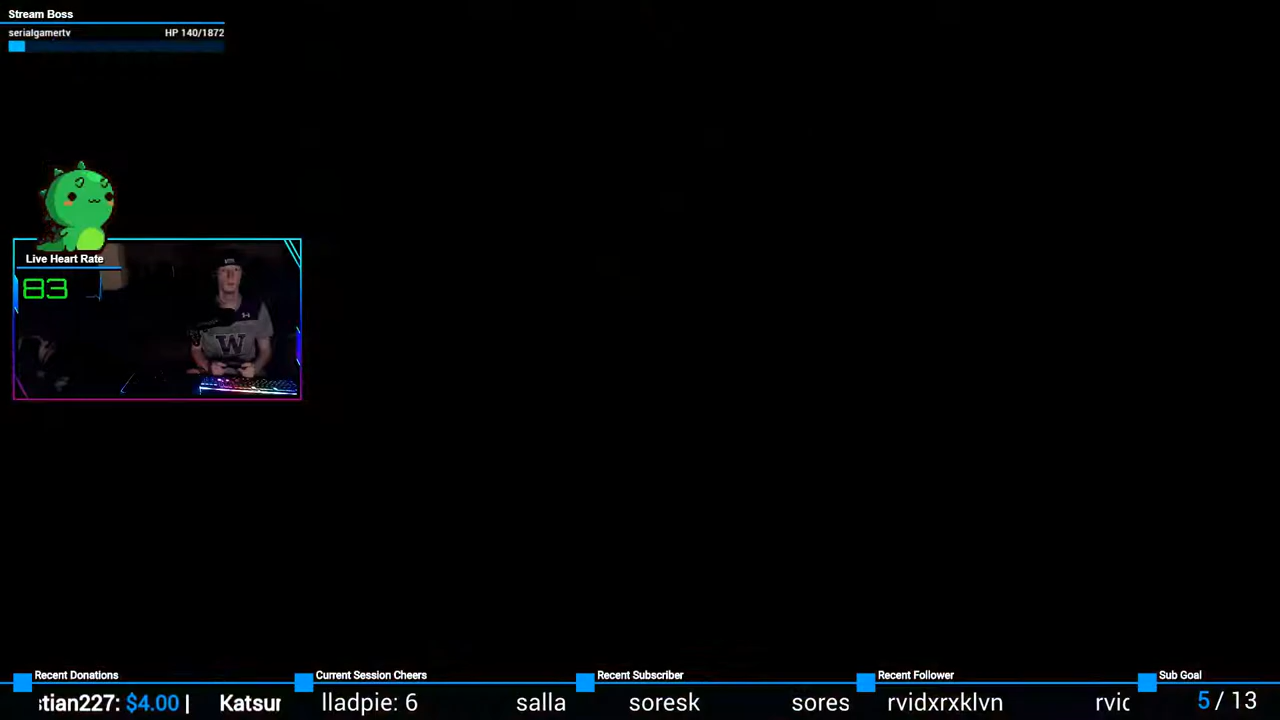 Stream Boss
serialgamertv HP 140/1872
Live Heart Rate
83
W
Recent Donations Current Session Cheers Recent Subscriber Recent Follower Sub Goal
tian227: $4.00 | Katsur lladpie: 6 salla soresk sores rvidxrxklvn rvic 5 / 13